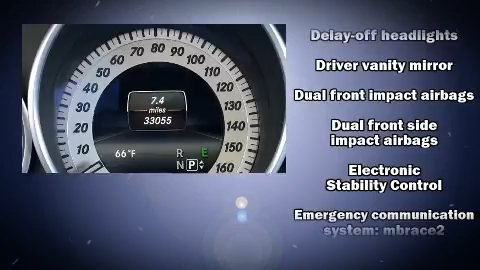 Delay-off headlights
Driver vanity mirror
Dual front impact airbags
Dual front side
impact airbags
Electronic
Stability Control
Emergency communication
system: mbrace2
10
20
30
40
50
60
70
80
90
100
110
120
130
140
150
160
7.4
miles
33055
66°F
R E
N P